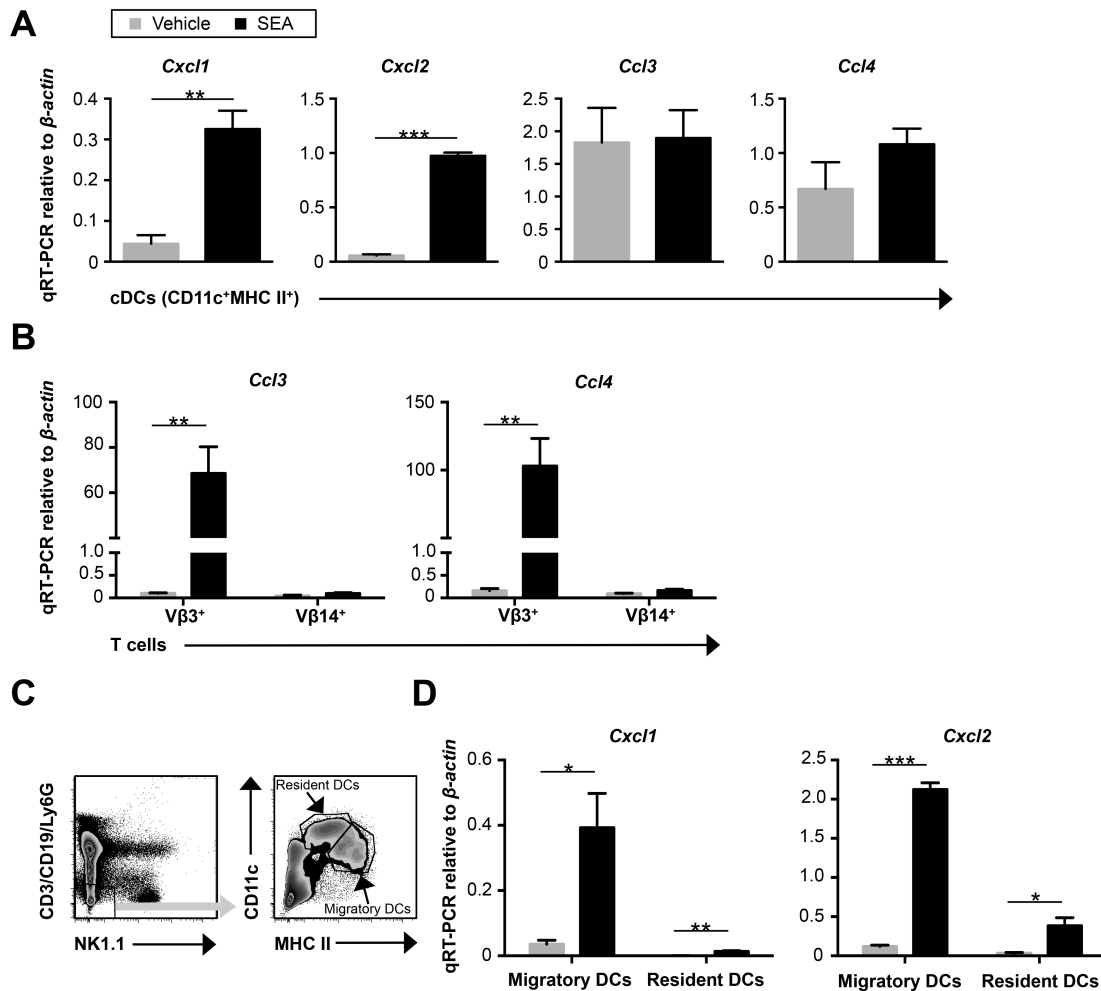 A
Vehicle SEA
Cxcl1 Cxcl2 Ccl3 Ccl4
qRT-PCR relative to β-actin
0.4
0.3
0.2
0.1
0
**
1.5
1.0
0.5
0
***
2.5
2.0
1.5
1.0
0.5
0
1.5
1.0
0.5
0
cDCs (CD11c⁺MHC II⁺)
B
Ccl3 Ccl4
qRT-PCR relative to β-actin
100
80
60
1.0
0.5
0
**
Vβ3⁺ Vβ14⁺
150
100
1.0
0.5
0
**
Vβ3⁺ Vβ14⁺
T cells
C
CD3/CD19/Ly6G
NK1.1
CD11c
Resident DCs
Migratory DCs
MHC II
D
Cxcl1 Cxcl2
qRT-PCR relative to β-actin
0.6
0.4
0.2
0
*
**
Migratory DCs Resident DCs
2.5
2.0
1.5
1.0
0.5
0
***
*
Migratory DCs Resident DCs